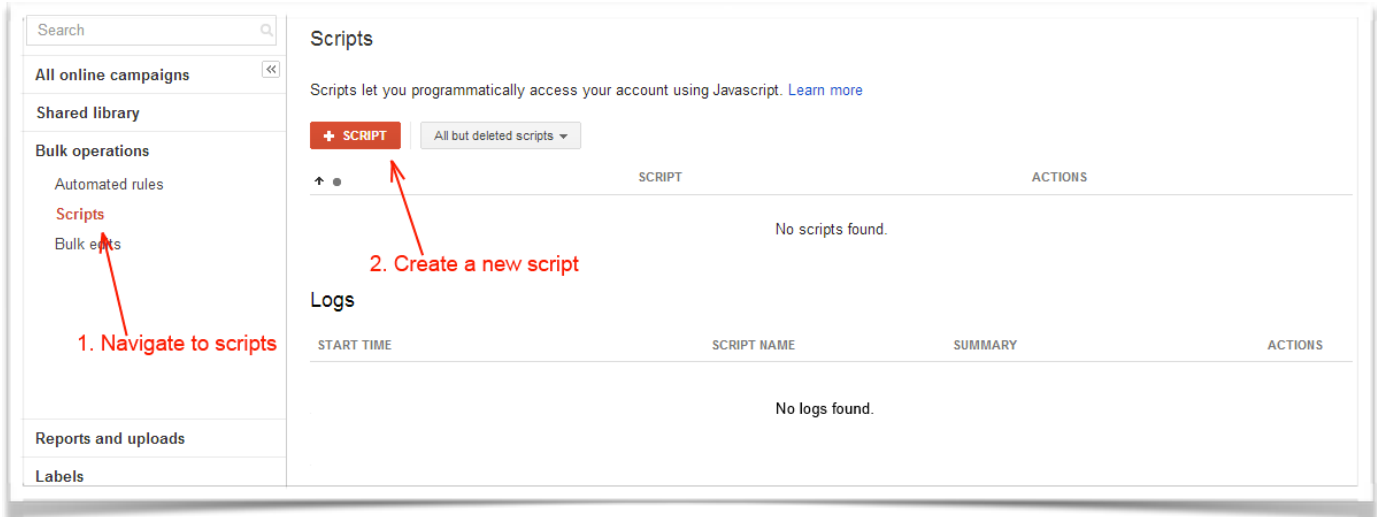 Search
All online campaigns
Shared library
Bulk operations
Automated rules
Scripts
Bulk edits
1. Navigate to scripts
Reports and uploads
Labels
Scripts
Scripts let you programmatically access your account using Javascript. Learn more
+ SCRIPT All but deleted scripts
SCRIPT ACTIONS
No scripts found.
2. Create a new script
Logs
START TIME SCRIPT NAME SUMMARY ACTIONS
No logs found.